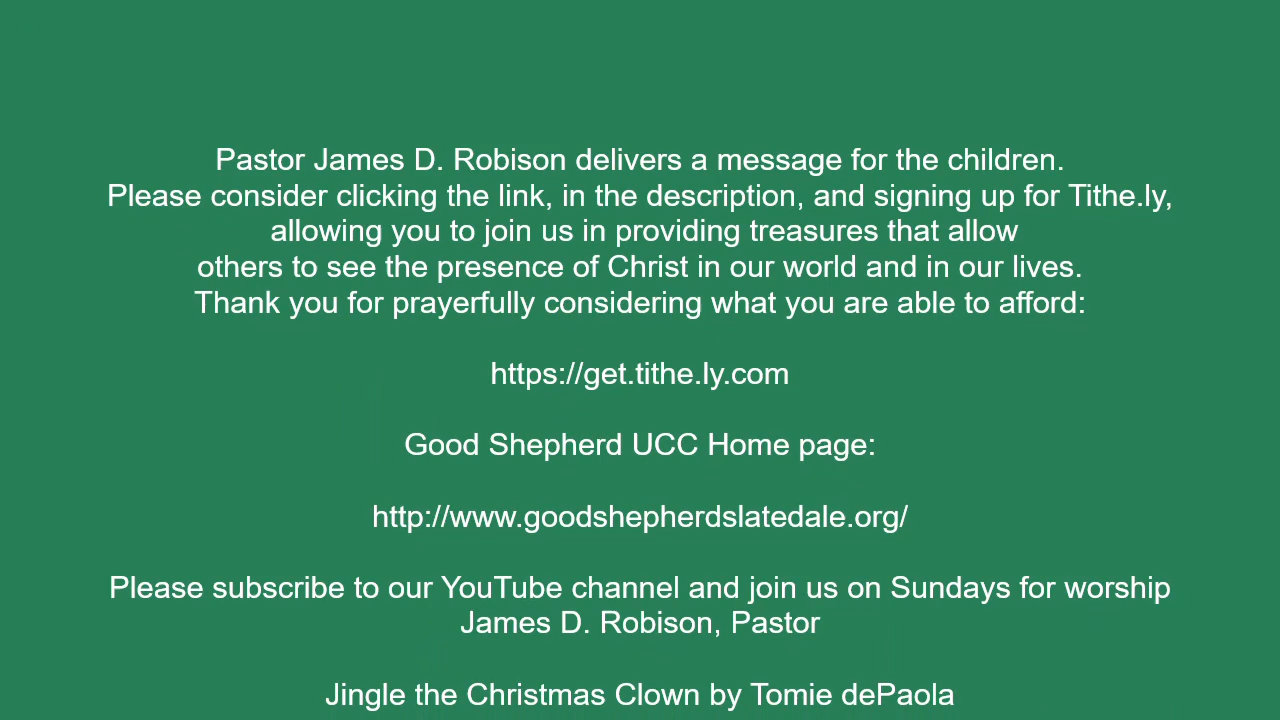 Pastor James D. Robison delivers a message for the children.
Please consider clicking the link, in the description, and signing up for Tithe.ly,
allowing you to join us in providing treasures that allow
others to see the presence of Christ in our world and in our lives.
Thank you for prayerfully considering what you are able to afford:
https://get.tithe.ly.com
Good Shepherd UCC Home page:
http://www.goodshepherdslatedale.org/
Please subscribe to our YouTube channel and join us on Sundays for worship
James D. Robison, Pastor
Jingle the Christmas Clown by Tomie dePaola